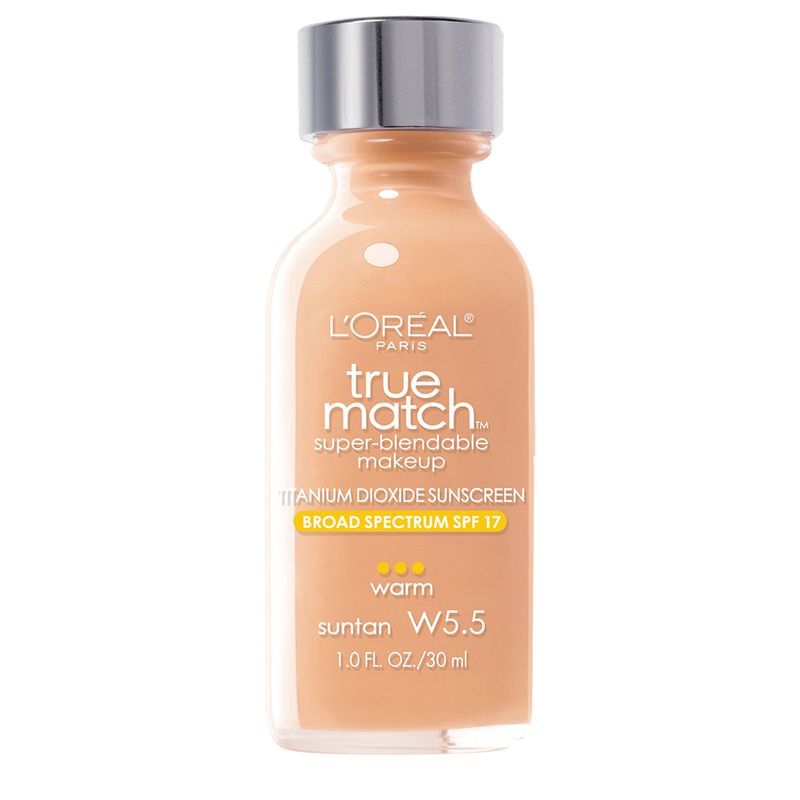 L'ORÉAL®
PARIS
true
match™
super-blendable
makeup
TITANIUM DIOXIDE SUNSCREEN
BROAD SPECTRUM SPF 17
warm
suntan W5.5
1.0 FL. OZ./30 ml